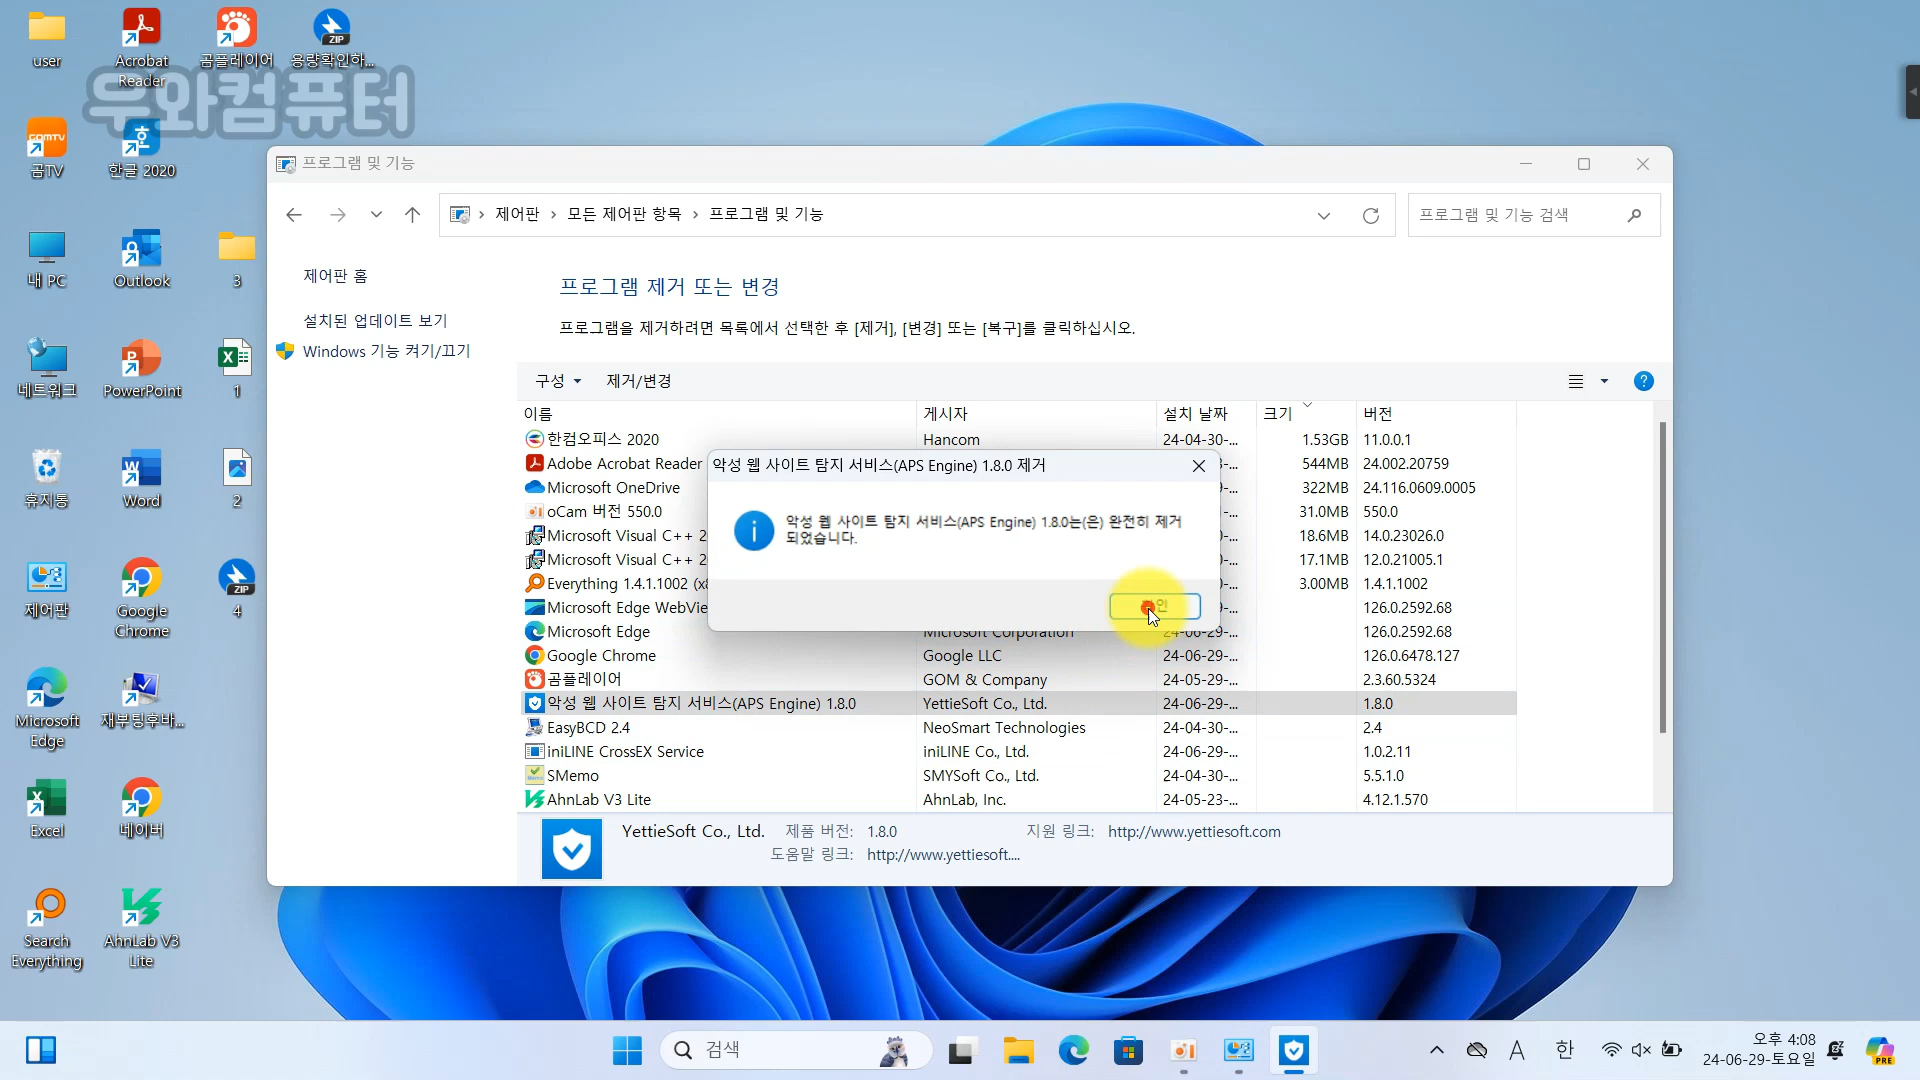 user
Acrobat
Reader
곰플레이어
용량확인하...
두와컴퓨터
곰TV
한글 2020
내 PC
Outlook
3
네트워크
PowerPoint
1
휴지통
Word
2
제어판
Google
Chrome
4
Microsoft
Edge
재부팅후바...
Excel
네이버
Search
Everything
AhnLab V3
Lite
프로그램 및 기능
제어판 › 모든 제어판 항목 › 프로그램 및 기능
프로그램 및 기능 검색
제어판 홈
설치된 업데이트 보기
Windows 기능 켜기/끄기
프로그램 제거 또는 변경
프로그램을 제거하려면 목록에서 선택한 후 [제거], [변경] 또는 [복구]를 클릭하십시오.
구성 제거/변경
이름 게시자 설치 날짜 크기 버전
한컴오피스 2020 Hancom 24-04-30-... 1.53GB 11.0.0.1
Adobe Acrobat Reader 544MB 24.002.20759
Microsoft OneDrive 322MB 24.116.0609.0005
oCam 버전 550.0 31.0MB 550.0
Microsoft Visual C++ 2 18.6MB 14.0.23026.0
Microsoft Visual C++ 2 17.1MB 12.0.21005.1
Everything 1.4.1.1002 (x 3.00MB 1.4.1.1002
Microsoft Edge WebVie 126.0.2592.68
Microsoft Edge Microsoft Corporation 24-06-29-... 126.0.2592.68
Google Chrome Google LLC 24-06-29-... 126.0.6478.127
곰플레이어 GOM & Company 24-05-29-... 2.3.60.5324
악성 웹 사이트 탐지 서비스(APS Engine) 1.8.0 YettieSoft Co., Ltd. 24-06-29-... 1.8.0
EasyBCD 2.4 NeoSmart Technologies 24-04-30-... 2.4
iniLINE CrossEX Service iniLINE Co., Ltd. 24-06-29-... 1.0.2.11
SMemo SMYSoft Co., Ltd. 24-04-30-... 5.5.1.0
AhnLab V3 Lite AhnLab, Inc. 24-05-23-... 4.12.1.570
악성 웹 사이트 탐지 서비스(APS Engine) 1.8.0 제거
악성 웹 사이트 탐지 서비스(APS Engine) 1.8.0는(은) 완전히 제거
되었습니다.
YettieSoft Co., Ltd. 제품 버전: 1.8.0 지원 링크: http://www.yettiesoft.com
도움말 링크: http://www.yettiesoft....
검색
A 한
오후 4:08
24-06-29-토요일
PRE